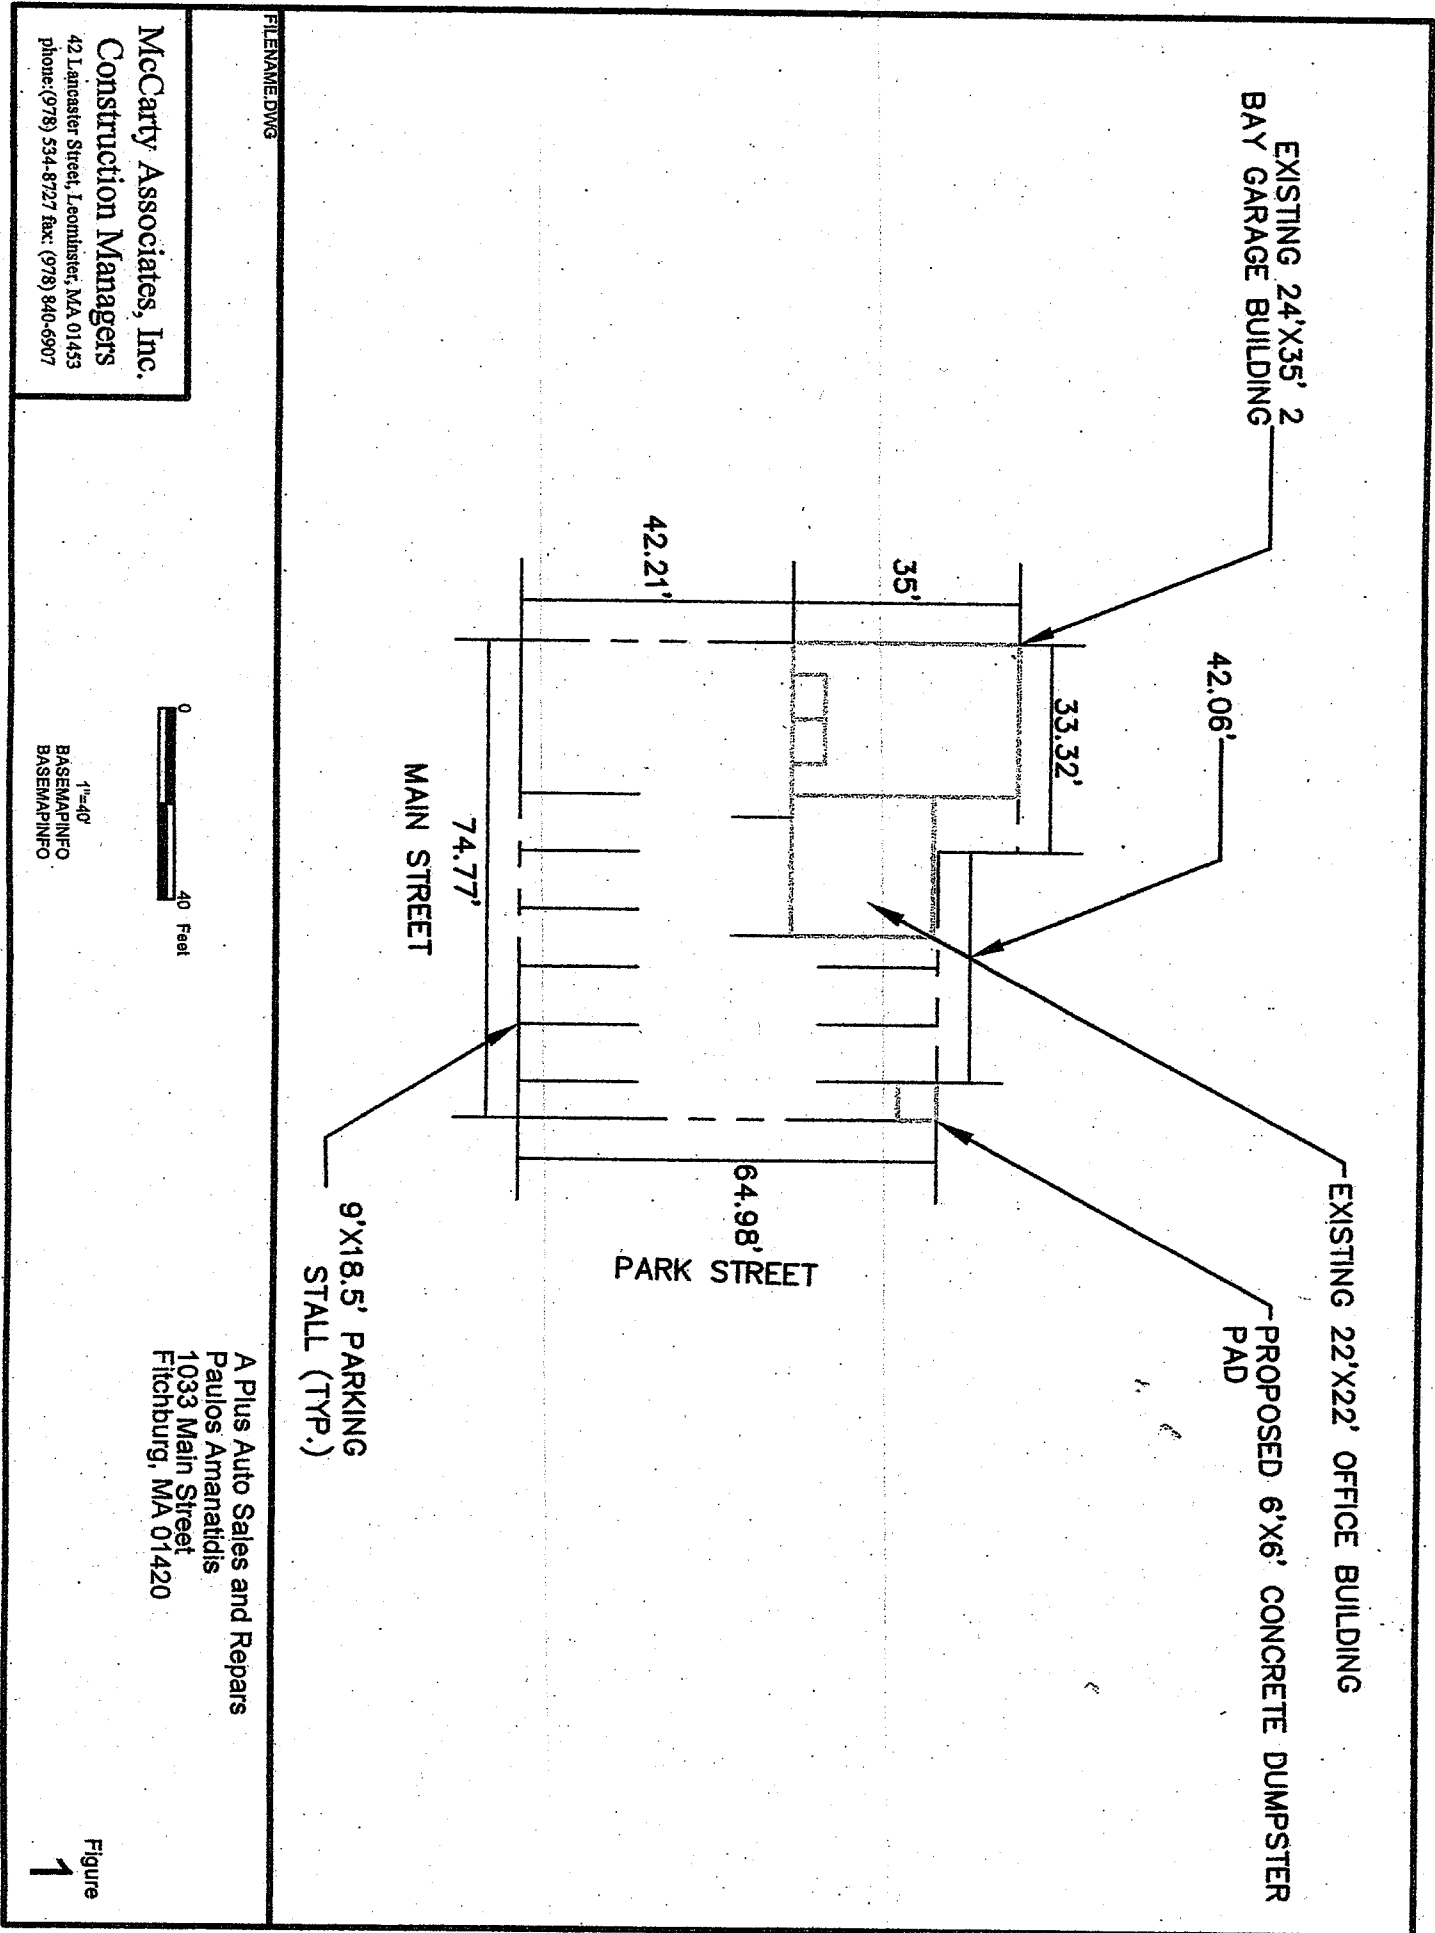 EXISTING 24'X35' 2
BAY GARAGE BUILDING
42.06'
33.32'
35'
42.21'
EXISTING 22'X22' OFFICE BUILDING
PROPOSED 6'X6' CONCRETE DUMPSTER
PAD
64.98'
PARK STREET
MAIN STREET
74.77'
9'X18.5' PARKING
STALL (TYP.)
FILENAME.DWG
McCarty Associates, Inc.
Construction Managers
42 Lancaster Street, Leominster, MA 01453
phone:(978) 534-8727 fax: (978) 840-6907
0 40 Feet
1"=40'
BASEMAPINFO
BASEMAPINFO
A Plus Auto Sales and Repars
Paulos Amanatidis
1033 Main Street
Fitchburg, MA 01420
Figure
1